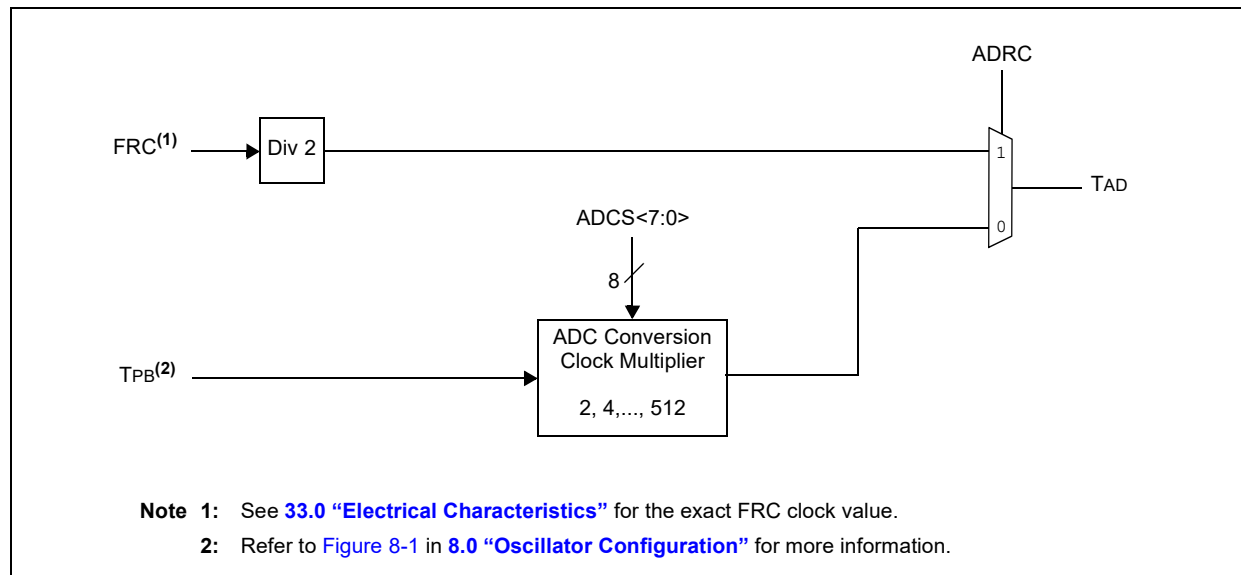 ADRC
FRC(1)
Div 2
1
TAD
ADCS<7:0>
0
8
ADC Conversion
Clock Multiplier
TPB(2)
2, 4,..., 512
Note 1: See 33.0 “Electrical Characteristics” for the exact FRC clock value.
2: Refer to Figure 8-1 in 8.0 “Oscillator Configuration” for more information.